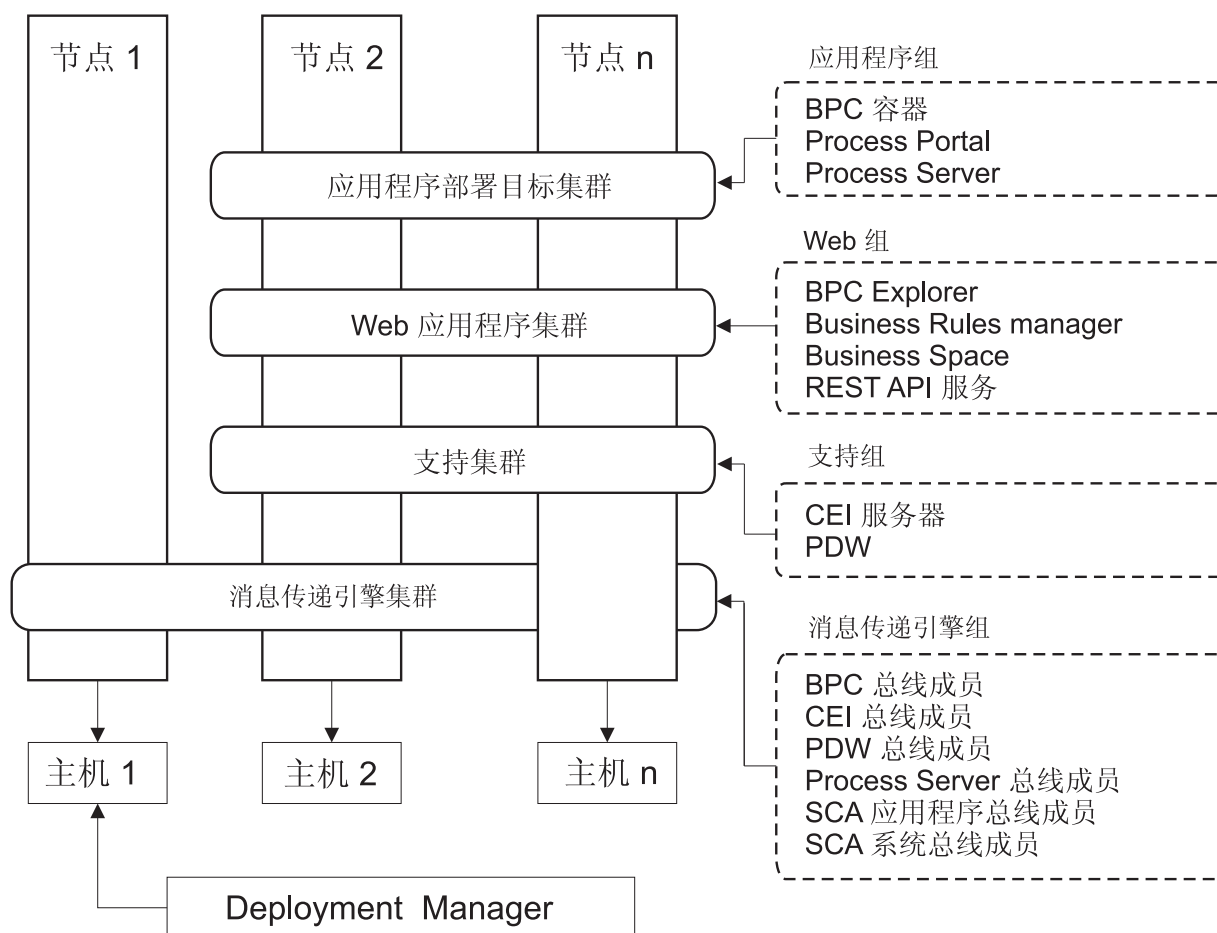 节点 1
节点 2
节点 n
应用程序组
BPC 容器
Process Portal
Process Server
应用程序部署目标集群
Web 组
BPC Explorer
Business Rules manager
Business Space
REST API 服务
Web 应用程序集群
支持组
CEI 服务器
PDW
支持集群
消息传递引擎集群
消息传递引擎组
BPC 总线成员
CEI 总线成员
PDW 总线成员
Process Server 总线成员
SCA 应用程序总线成员
SCA 系统总线成员
主机 1
主机 2
主机 n
Deployment Manager